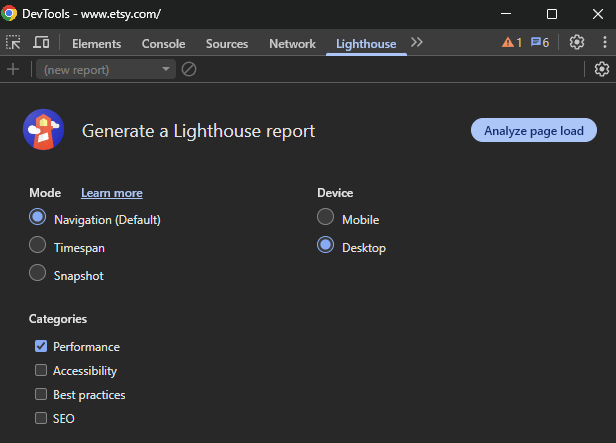 DevTools - www.etsy.com/
Elements Console Sources Network Lighthouse 1 6
(new report)
Generate a Lighthouse report Analyze page load
Mode Learn more Device
Navigation (Default) Mobile
Timespan Desktop
Snapshot
Categories
Performance
Accessibility
Best practices
SEO